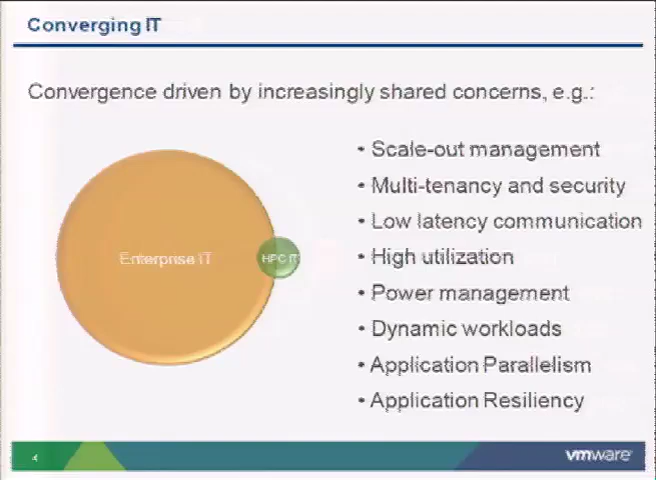 Converging IT
Convergence driven by increasingly shared concerns, e.g.:
• Scale-out management
• Multi-tenancy and security
• Low latency communication
Enterprise IT
HPC IT
• High utilization
• Power management
• Dynamic workloads
• Application Parallelism
• Application Resiliency
4
vmware